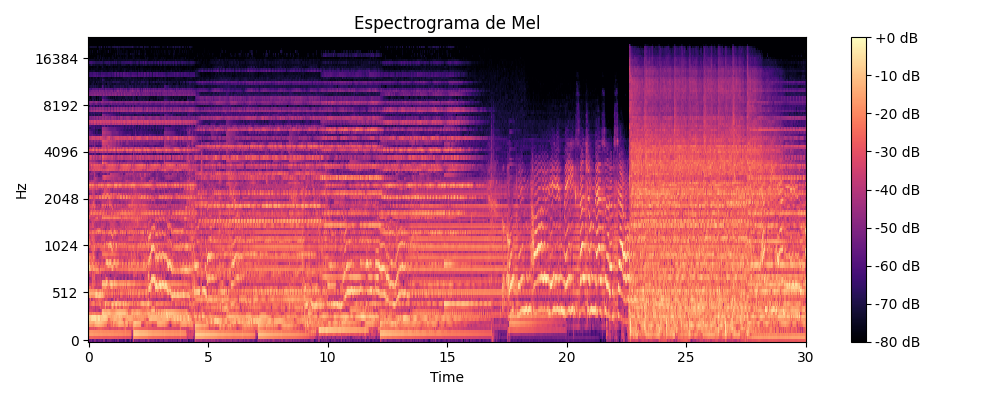 Espectrograma de Mel
Hz
16384
8192
4096
2048
1024
512
0
0 5 10 15 20 25 30
Time
+0 dB
-10 dB
-20 dB
-30 dB
-40 dB
-50 dB
-60 dB
-70 dB
-80 dB